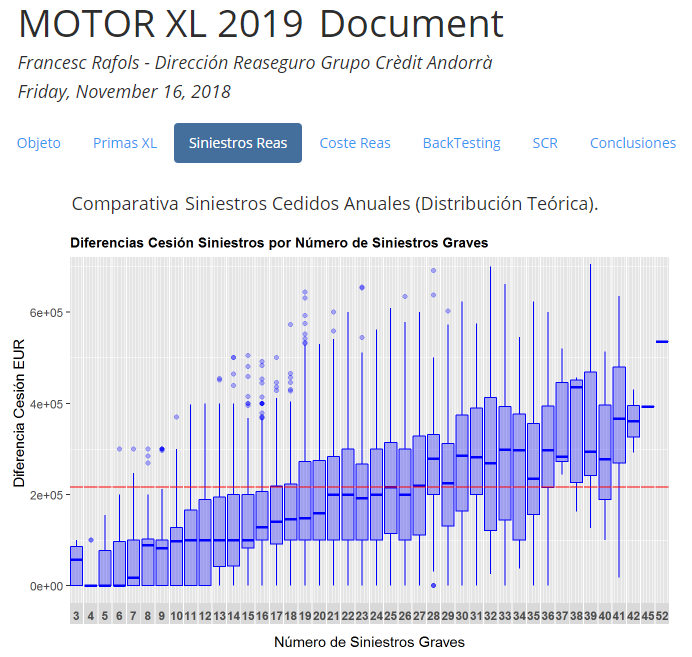 MOTOR XL 2019 Document
Francesc Rafols - Dirección Reaseguro Grupo Crèdit Andorrà
Friday, November 16, 2018
Objeto Primas XL Siniestros Reas Coste Reas BackTesting SCR Conclusiones
Comparativa Siniestros Cedidos Anuales (Distribución Teórica).
Diferencias Cesión Siniestros por Número de Siniestros Graves
Diferencia Cesión EUR
6e+05
4e+05
2e+05
0e+00
3 4 5 6 7 8 9 10 11 12 13 14 15 16 17 18 19 20 21 22 23 24 25 26 27 28 29 30 31 32 33 34 35 36 37 38 39 40 41 42 45 52
Número de Siniestros Graves